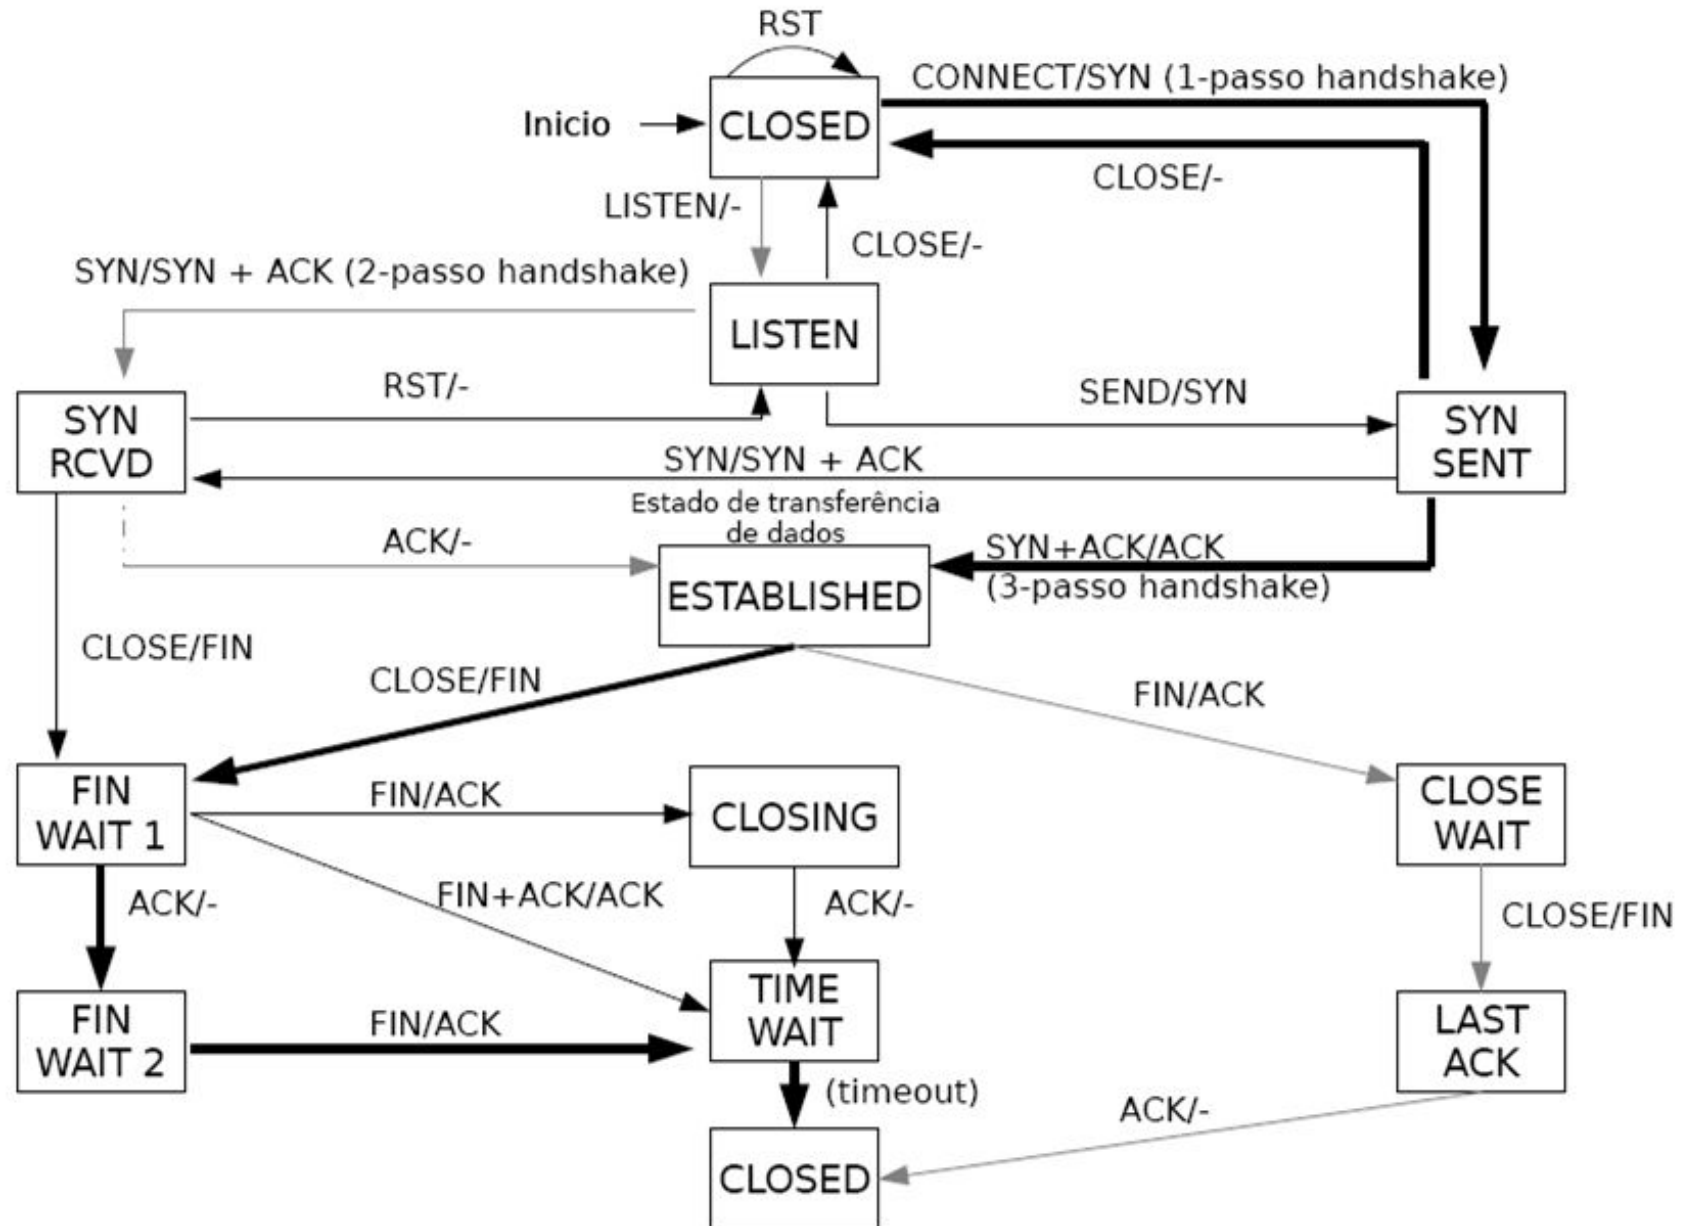 RST
CONNECT/SYN (1-passo handshake)
Inicio
CLOSED
CLOSE/-
LISTEN/-
CLOSE/-
SYN/SYN + ACK (2-passo handshake)
LISTEN
RST/-
SEND/SYN
SYN
RCVD
SYN
SENT
SYN/SYN + ACK
Estado de transferência
de dados
ACK/-
SYN+ACK/ACK
(3-passo handshake)
ESTABLISHED
CLOSE/FIN
CLOSE/FIN
FIN/ACK
FIN
WAIT 1
FIN/ACK
CLOSING
CLOSE
WAIT
ACK/-
FIN+ACK/ACK
ACK/-
CLOSE/FIN
FIN
WAIT 2
FIN/ACK
TIME
WAIT
LAST
ACK
(timeout)
ACK/-
CLOSED